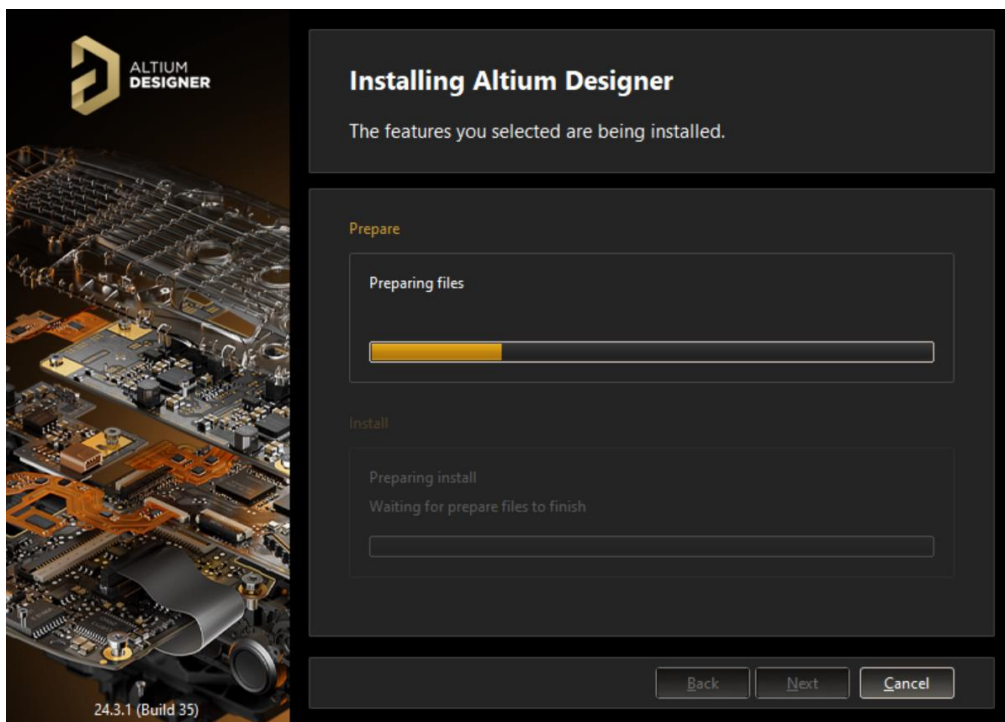 ALTIUM
DESIGNER
Installing Altium Designer
The features you selected are being installed.
Prepare
Preparing files
Install
Preparing install
Waiting for prepare files to finish
Back Next Cancel
24.3.1 (Build 35)